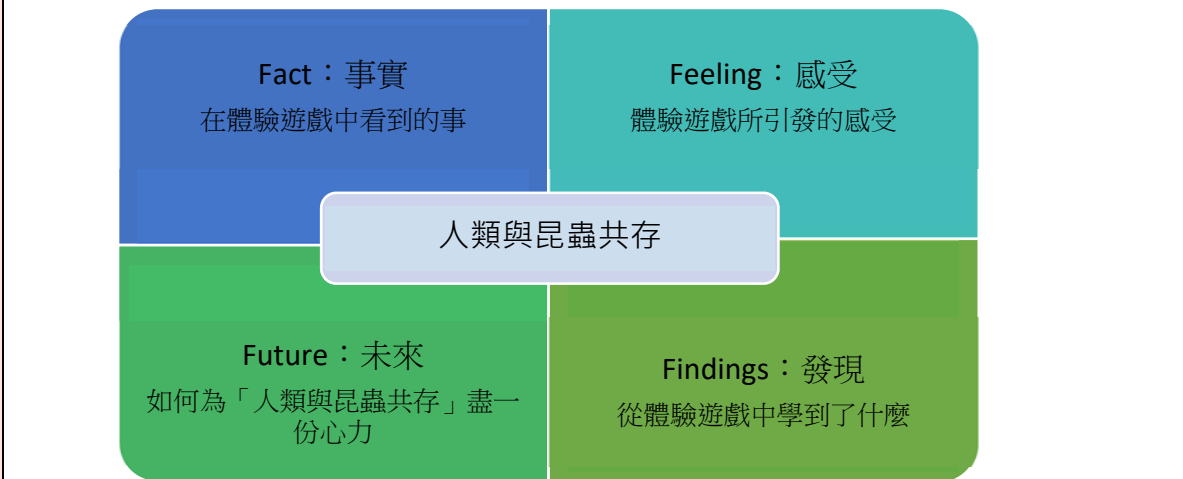 Fact：事實
在體驗遊戲中看到的事
Feeling：感受
體驗遊戲所引發的感受
人類與昆蟲共存
Future：未來
如何為「人類與昆蟲共存」盡一
份心力
Findings：發現
從體驗遊戲中學到了什麼